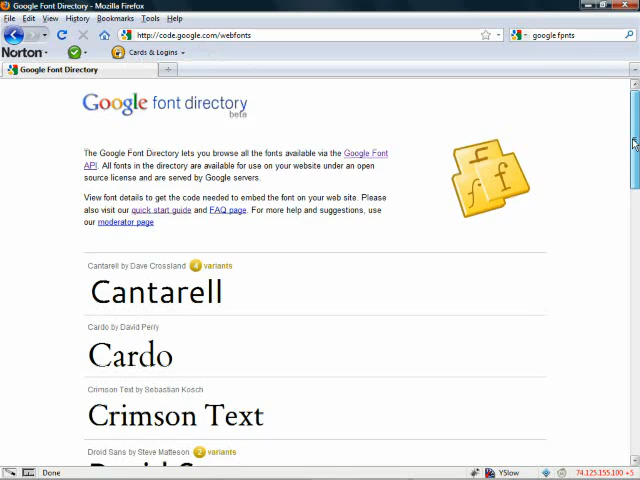 Google Font Directory - Mozilla Firefox
File Edit View History Bookmarks Tools Help
http://code.google.com/webfonts
google fpnts
Norton
Cards & Logins
Google Font Directory
Google font directory
beta
The Google Font Directory lets you browse all the fonts available via the Google Font
API. All fonts in the directory are available for use on your website under an open
source license and are served by Google servers.
View font details to get the code needed to embed the font on your web site. Please
also visit our quick start guide and FAQ page. For more help and suggestions, use
our moderator page
Cantarell by Dave Crossland 4 variants
Cantarell
Cardo by David Perry
Cardo
Crimson Text by Sebastian Kosch
Crimson Text
Droid Sans by Steve Matteson 2 variants
Done
YSlow
74.125.155.100 +5